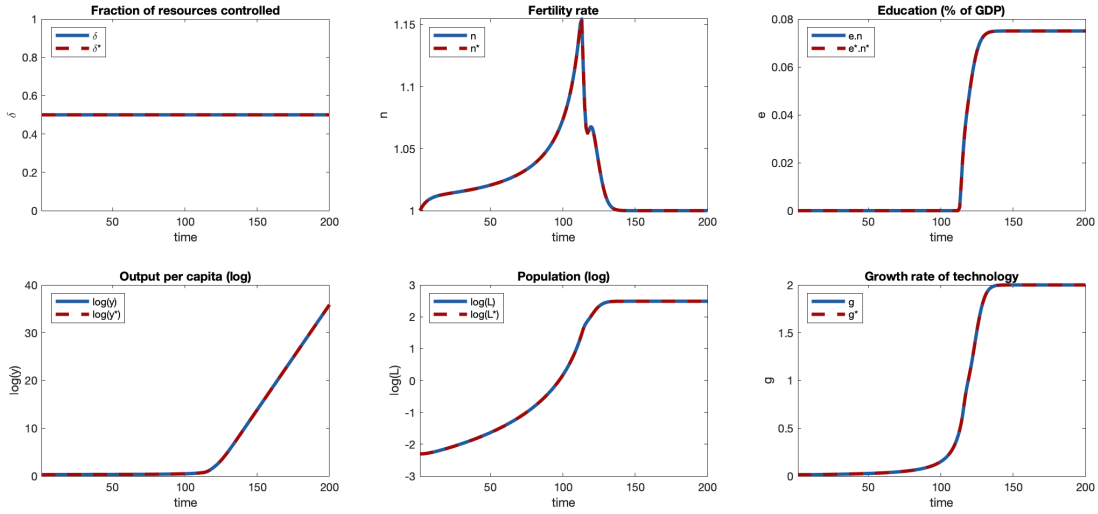 Fraction of resources controlled
1
0.8
0.6
0.4
0.2
0
δ
δ
δ*
50
100
150
200
time
Fertility rate
1.15
1.1
1.05
1
n
n
n*
50
100
150
200
time
Education (% of GDP)
0.08
0.06
0.04
0.02
0
e
e.n
e*.n*
50
100
150
200
time
Output per capita (log)
40
30
20
10
0
log(y)
log(y)
log(y*)
50
100
150
200
time
Population (log)
3
2
1
0
-1
-2
-3
log(L)
log(L)
log(L*)
50
100
150
200
time
Growth rate of technology
2
1.5
1
0.5
0
g
g
g*
50
100
150
200
time